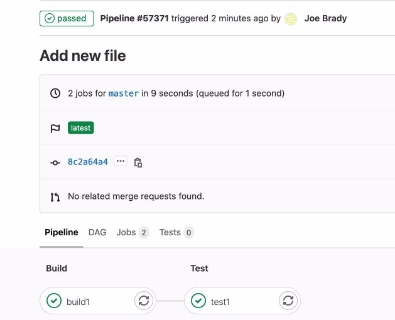 passed Pipeline #57371 triggered 2 minutes ago by Joe Brady
Add new file
2 jobs for master in 9 seconds (queued for 1 second)
latest
8c2a64a4 ...
No related merge requests found.
Pipeline DAG Jobs 2 Tests 0
Build Test
build1 test1